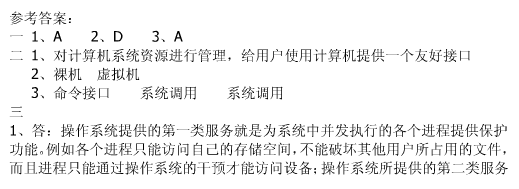 参考答案：
一 1、A 2、D 3、A
二 1、对计算机系统资源进行管理，给用户使用计算机提供一个友好接口
2、裸机 虚拟机
3、命令接口 系统调用 系统调用
三
1、答：操作系统提供的第一类服务就是为系统中并发执行的各个进程提供保护
功能。例如各个进程只能访问自己的存储空间，不能破坏其他用户所占用的文件，
而且进程只能通过操作系统的干预才能访问设备；操作系统所提供的第二类服务